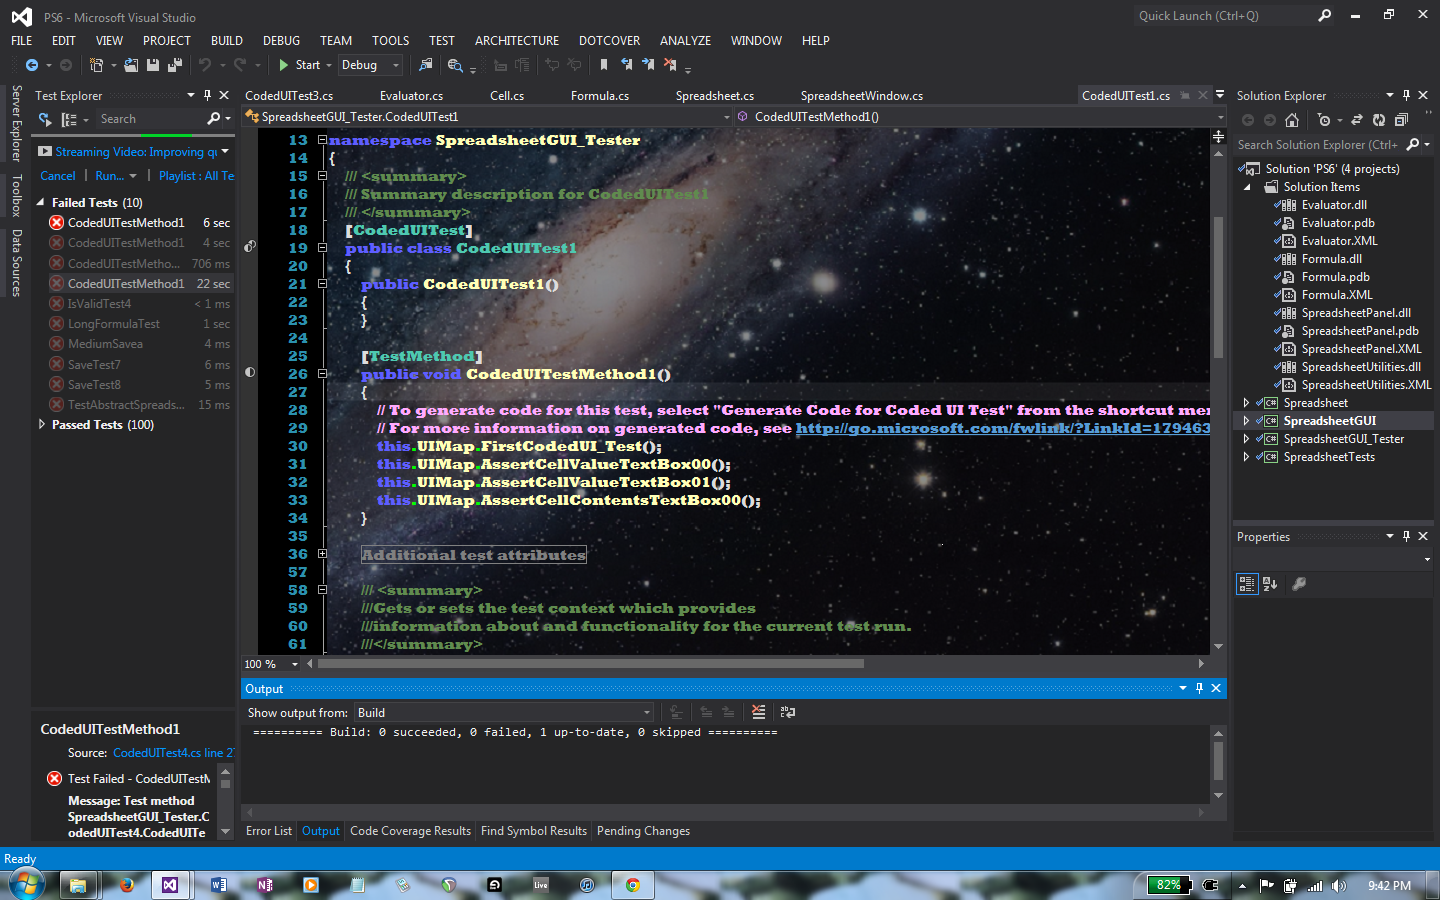 PS6 - Microsoft Visual Studio
Quick Launch (Ctrl+Q)
FILE EDIT VIEW PROJECT BUILD DEBUG TEAM TOOLS TEST ARCHITECTURE DOTCOVER ANALYZE WINDOW HELP
Start Debug
Server Explorer
Toolbox
Data Sources
Test Explorer
Search
Streaming Video: Improving qu
Cancel Run... Playlist : All Te
Failed Tests (10)
CodedUITestMethod1 6 sec
CodedUITestMethod1 4 sec
CodedUITestMetho... 706 ms
CodedUITestMethod1 22 sec
IsValidTest4 < 1 ms
LongFormulaTest 1 sec
MediumSavea 4 ms
SaveTest7 6 ms
SaveTest8 5 ms
TestAbstractSpreads... 15 ms
Passed Tests (100)
CodedUITestMethod1
Source: CodedUITest4.cs line 2
Test Failed - CodedUITestM
Message: Test method
SpreadsheetGUI_Tester.C
odedUITest4.CodedUITe
CodedUITest3.cs Evaluator.cs Cell.cs Formula.cs Spreadsheet.cs SpreadsheetWindow.cs CodedUITest1.cs
SpreadsheetGUI_Tester.CodedUITest1 CodedUITestMethod1()
13 namespace SpreadsheetGUI_Tester
14 {
15 /// <summary>
16 /// Summary description for CodedUITest1
17 /// </summary>
18 [CodedUITest]
19 public class CodedUITest1
20 {
21 public CodedUITest1()
22 {
23 }
24
25 [TestMethod]
26 public void CodedUITestMethod1()
27 {
28 // To generate code for this test, select "Generate Code for Coded UI Test" from the shortcut men
29 // For more information on generated code, see http://go.microsoft.com/fwlink/?LinkId=179463
30 this.UIMap.FirstCodedUI_Test();
31 this.UIMap.AssertCellValueTextBox00();
32 this.UIMap.AssertCellValueTextBox01();
33 this.UIMap.AssertCellContentsTextBox00();
34 }
35
36 Additional test attributes
57
58 /// <summary>
59 ///Gets or sets the test context which provides
60 ///information about and functionality for the current test run.
61 ///</summary>
100 %
Output
Show output from: Build
========== Build: 0 succeeded, 0 failed, 1 up-to-date, 0 skipped ==========
Error List Output Code Coverage Results Find Symbol Results Pending Changes
Solution Explorer
Search Solution Explorer (Ctrl+
Solution 'PS6' (4 projects)
Solution Items
Evaluator.dll
Evaluator.pdb
Evaluator.XML
Formula.dll
Formula.pdb
Formula.XML
SpreadsheetPanel.dll
SpreadsheetPanel.pdb
SpreadsheetPanel.XML
SpreadsheetUtilities.dll
SpreadsheetUtilities.XML
C# Spreadsheet
C# SpreadsheetGUI
C# SpreadsheetGUI_Tester
C# SpreadsheetTests
Properties
Ready
Live
82%
9:42 PM